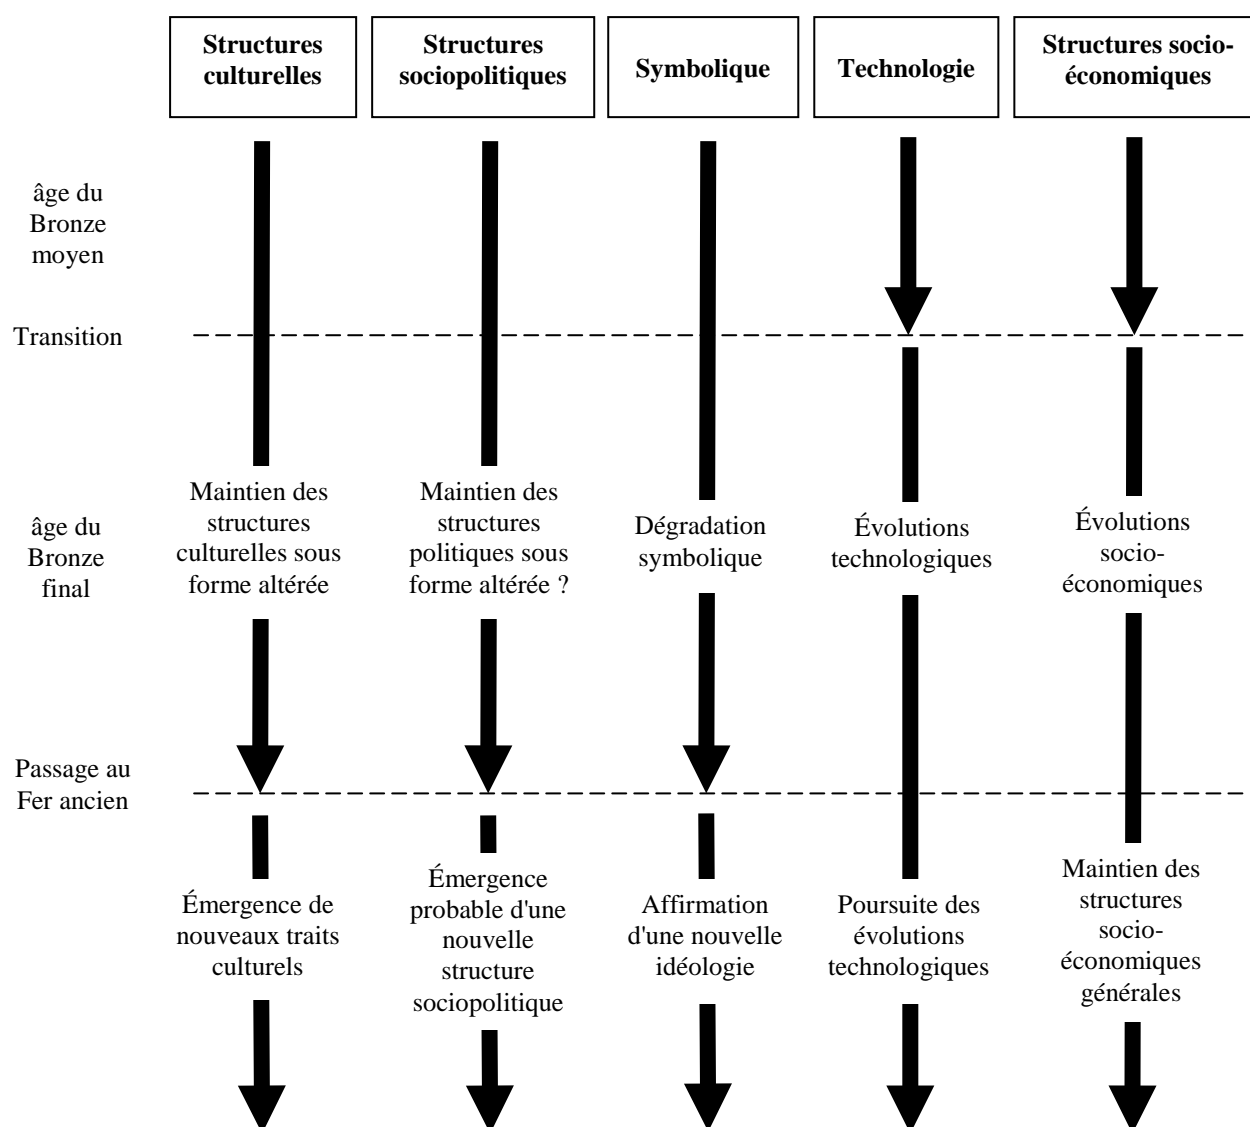 Structures
culturelles
Structures
sociopolitiques
Symbolique
Technologie
Structures socio-
économiques
âge du
Bronze
moyen
Transition
âge du
Bronze
final
Maintien des
structures
culturelles sous
forme altérée
Maintien des
structures
politiques sous
forme altérée ?
Dégradation
symbolique
Évolutions
technologiques
Évolutions
socio-
économiques
Passage au
Fer ancien
Émergence de
nouveaux traits
culturels
Émergence
probable d'une
nouvelle
structure
sociopolitique
Affirmation
d'une nouvelle
idéologie
Poursuite des
évolutions
technologiques
Maintien des
structures
socio-
économiques
générales